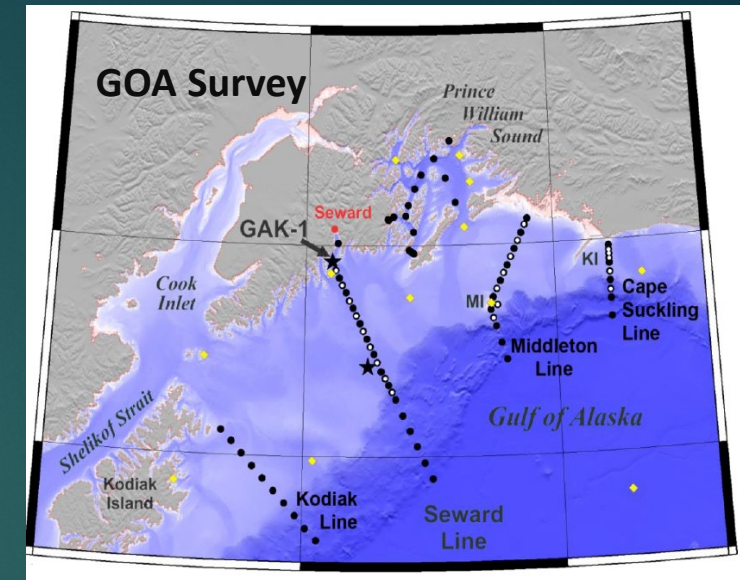 GOA Survey
Prince
William
Sound
Seward
GAK-1
KI
Cook
Inlet
MI
Cape
Suckling
Line
Middleton
Line
Gulf of Alaska
Shelikof Strait
Kodiak
Island
Kodiak
Line
Seward
Line